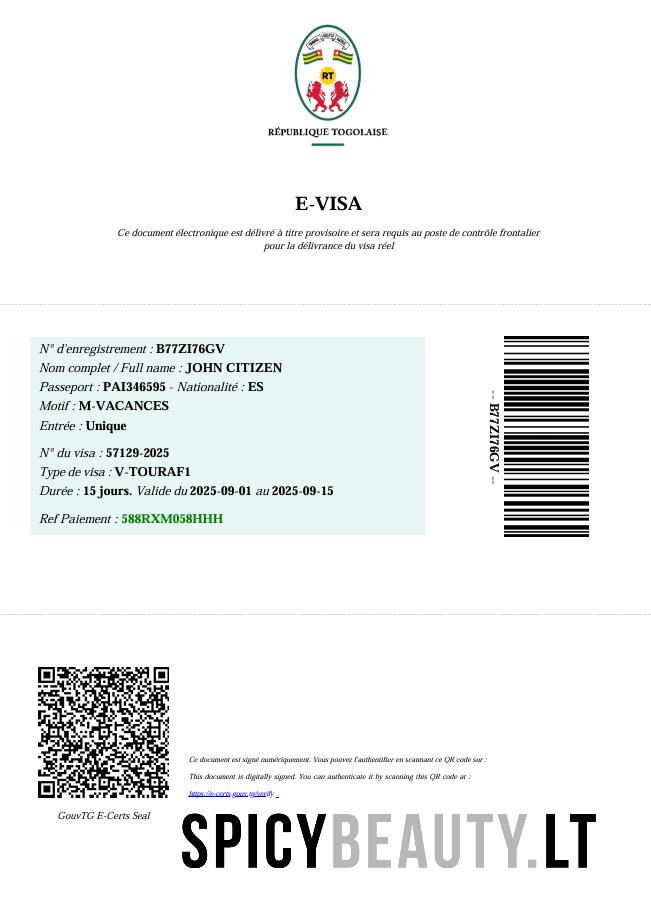 TRAVAIL LIBERTÉ PATRIE
RT
RÉPUBLIQUE TOGOLAISE
E-VISA
Ce document électronique est délivré à titre provisoire et sera requis au poste de contrôle frontalier
pour la délivrance du visa réel
N° d'enregistrement : B77ZI76GV
Nom complet / Full name : JOHN CITIZEN
Passeport : PAI346595 - Nationalité : ES
Motif : M-VACANCES
Entrée : Unique
N° du visa : 57129-2025
Type de visa : V-TOURAF1
Durée : 15 jours. Valide du 2025-09-01 au 2025-09-15
Ref Paiement : 588RXM058HHH
-- B77ZI76GV --
Ce document est signé numériquement. Vous pouvez l'authentifier en scannant ce QR code sur :
This document is digitally signed. You can authenticate it by scanning this QR code at :
https://e-certs.gouv.tg/verify
GouvTG E-Certs Seal
SPICYBEAUTY.LT